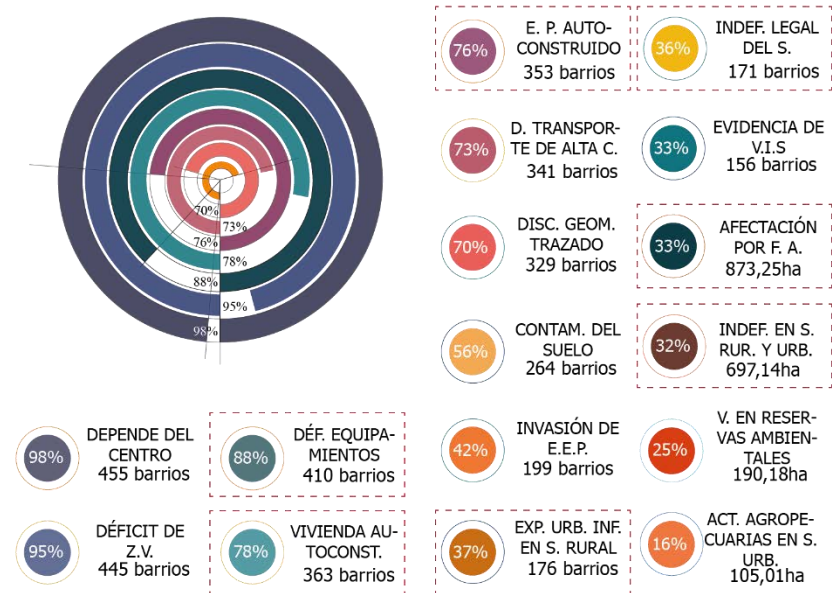 70%
73%
76%
78%
88%
95%
98%
76%
E. P. AUTO-
CONSTRUIDO
353 barrios
36%
INDEF. LEGAL
DEL S.
171 barrios
73%
D. TRANSPOR-
TE DE ALTA C.
341 barrios
33%
EVIDENCIA DE
V.I.S
156 barrios
70%
DISC. GEOM.
TRAZADO
329 barrios
33%
AFECTACIÓN
POR F. A.
873,25ha
56%
CONTAM. DEL
SUELO
264 barrios
32%
INDEF. EN S.
RUR. Y URB.
697,14ha
98%
DEPENDE DEL
CENTRO
455 barrios
88%
DÉF. EQUIPA-
MIENTOS
410 barrios
42%
INVASIÓN DE
E.E.P.
199 barrios
25%
V. EN RESER-
VAS AMBIEN-
TALES
190,18ha
95%
DÉFICIT DE
Z.V.
445 barrios
78%
VIVIENDA AU-
TOCONST.
363 barrios
37%
EXP. URB. INF.
EN S. RURAL
176 barrios
16%
ACT. AGROPE-
CUARIAS EN S.
URB.
105,01ha